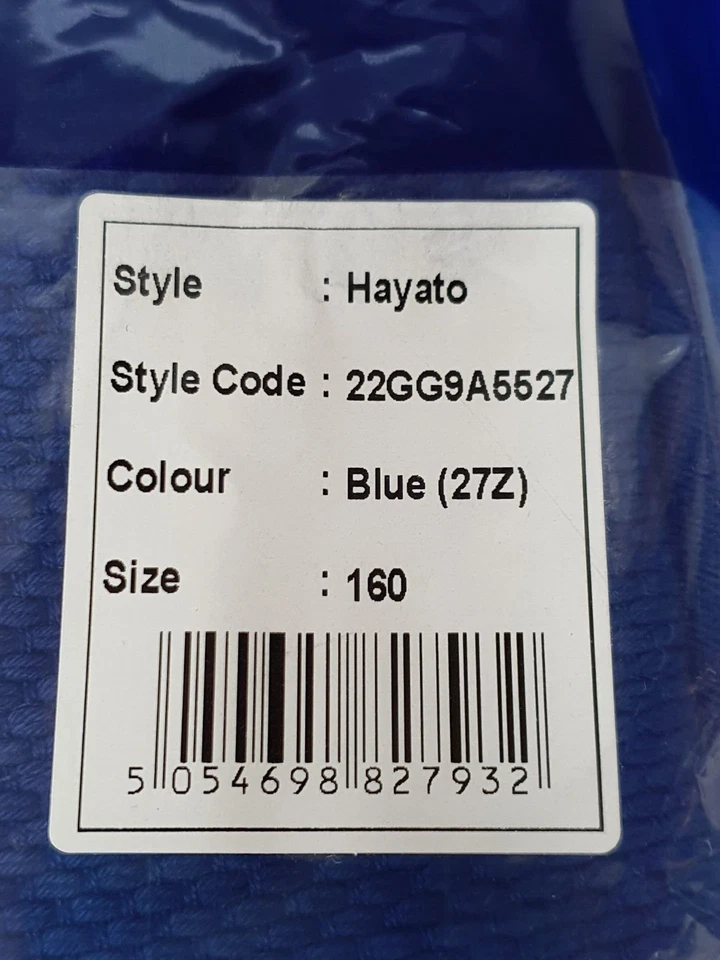 Style : Hayato
Style Code : 22GG9A5527
Colour : Blue (27Z)
Size : 160
5 054698 827932